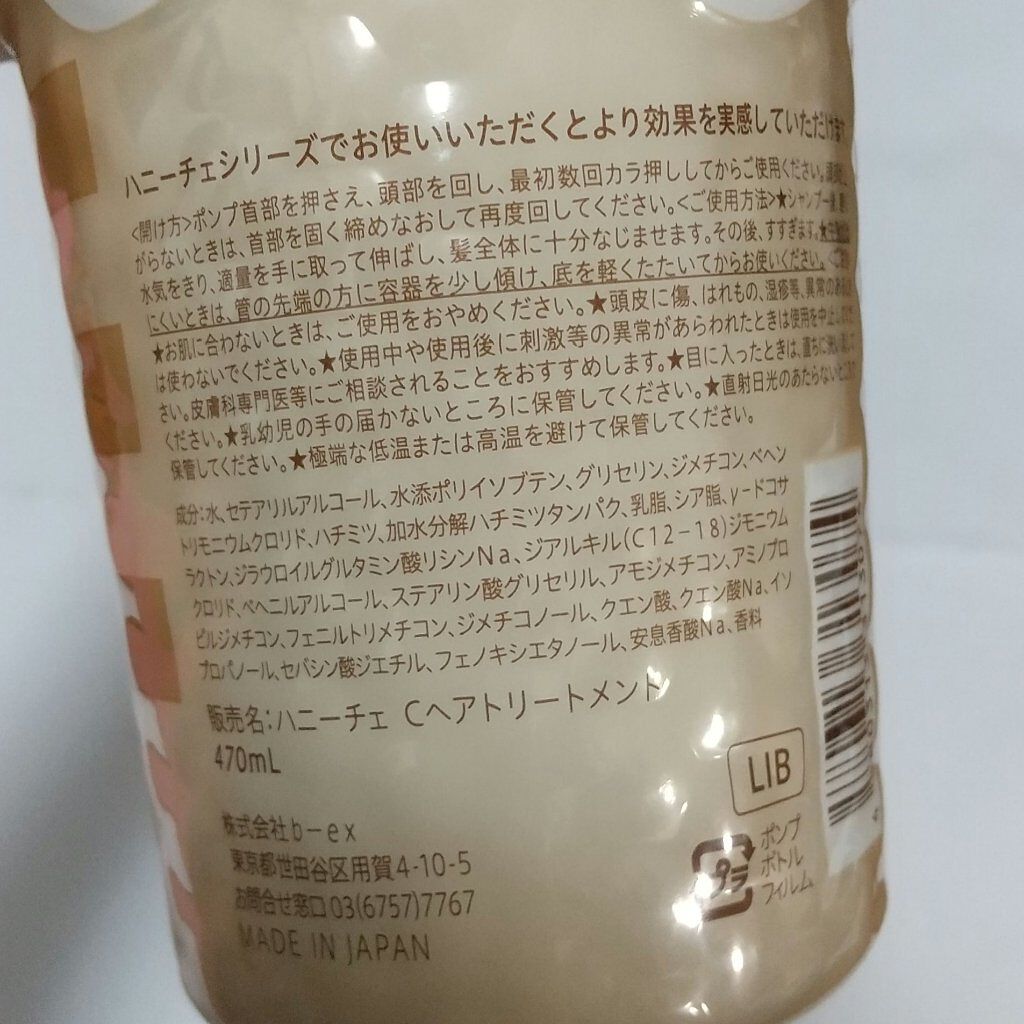 ハニーチェシリーズでお使いいただくとより効果を実感していただけます
<開け方>ポンプ首部を押さえ、頭部を回し、最初数回カラ押ししてからご使用ください。
がらないときは、首部を固く締めなおして再度回してください。<ご使用方法>★シャンプー後、
水気をきり、適量を手に取って伸ばし、髪全体に十分なじませます。その後、すすぎます。
にくいときは、管の先端の方に容器を少し傾け、底を軽くたたいてからお使いください。
★お肌に合わないときは、ご使用をおやめください。★頭皮に傷、はれもの、湿疹等、異常のある
は使わないでください。★使用中や使用後に刺激等の異常があらわれたときは使用を中止し
さい。皮膚科専門医等にご相談されることをおすすめします。★目に入ったときは、直ちに
ください。★乳幼児の手の届かないところに保管してください。★直射日光のあたらない
保管してください。★極端な低温または高温を避けて保管してください。
成分:水、セテアリルアルコール、水添ポリイソブテン、グリセリン、ジメチコン、ベヘン
トリモニウムクロリド、ハチミツ、加水分解ハチミツタンパク、乳脂、シア脂、γ-ドコサ
ラクトン、ジラウロイルグルタミン酸リシンNa、ジアルキル(C12-18)ジモニウム
クロリド、ベヘニルアルコール、ステアリン酸グリセリル、アモジメチコン、アミノプロ
ピルジメチコン、フェニルトリメチコン、ジメチコノール、クエン酸、クエン酸Na、イソ
プロパノール、セバシン酸ジエチル、フェノキシエタノール、安息香酸Na、香料
販売名:ハニーチェ Cヘアトリートメント
470mL
LIB
株式会社b-ex
東京都世田谷区用賀4-10-5
お問合せ窓口 03(6757)7767
MADE IN JAPAN
プラ
ポンプ
ボトル
フィルム